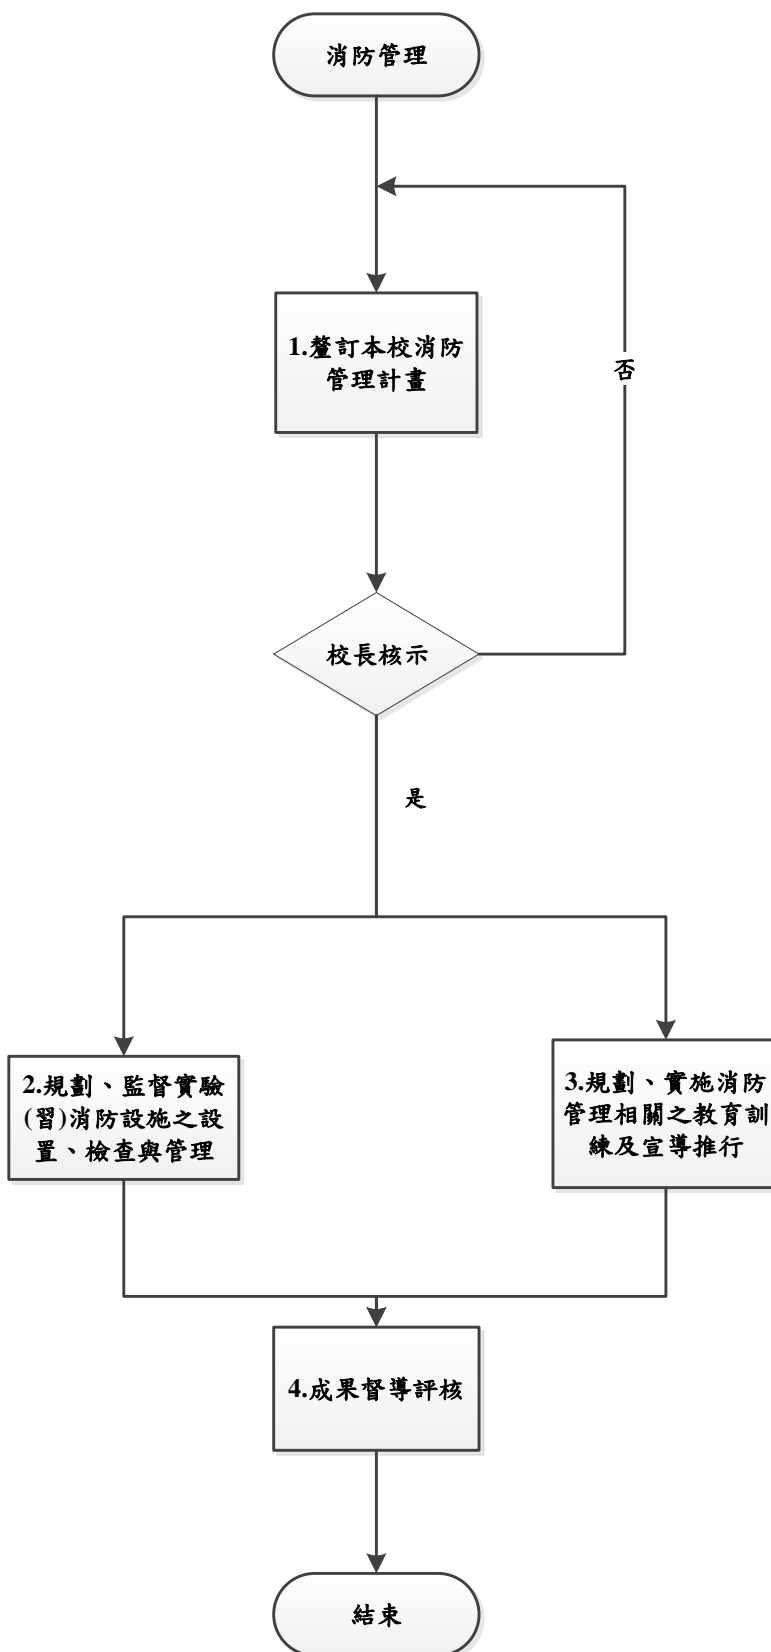 消防管理
1.釐訂本校消防
管理計畫
否
校長核示
是
2.規劃、監督實驗
(習)消防設施之設
置、檢查與管理
3.規劃、實施消防
管理相關之教育訓
練及宣導推行
4.成果督導評核
結束